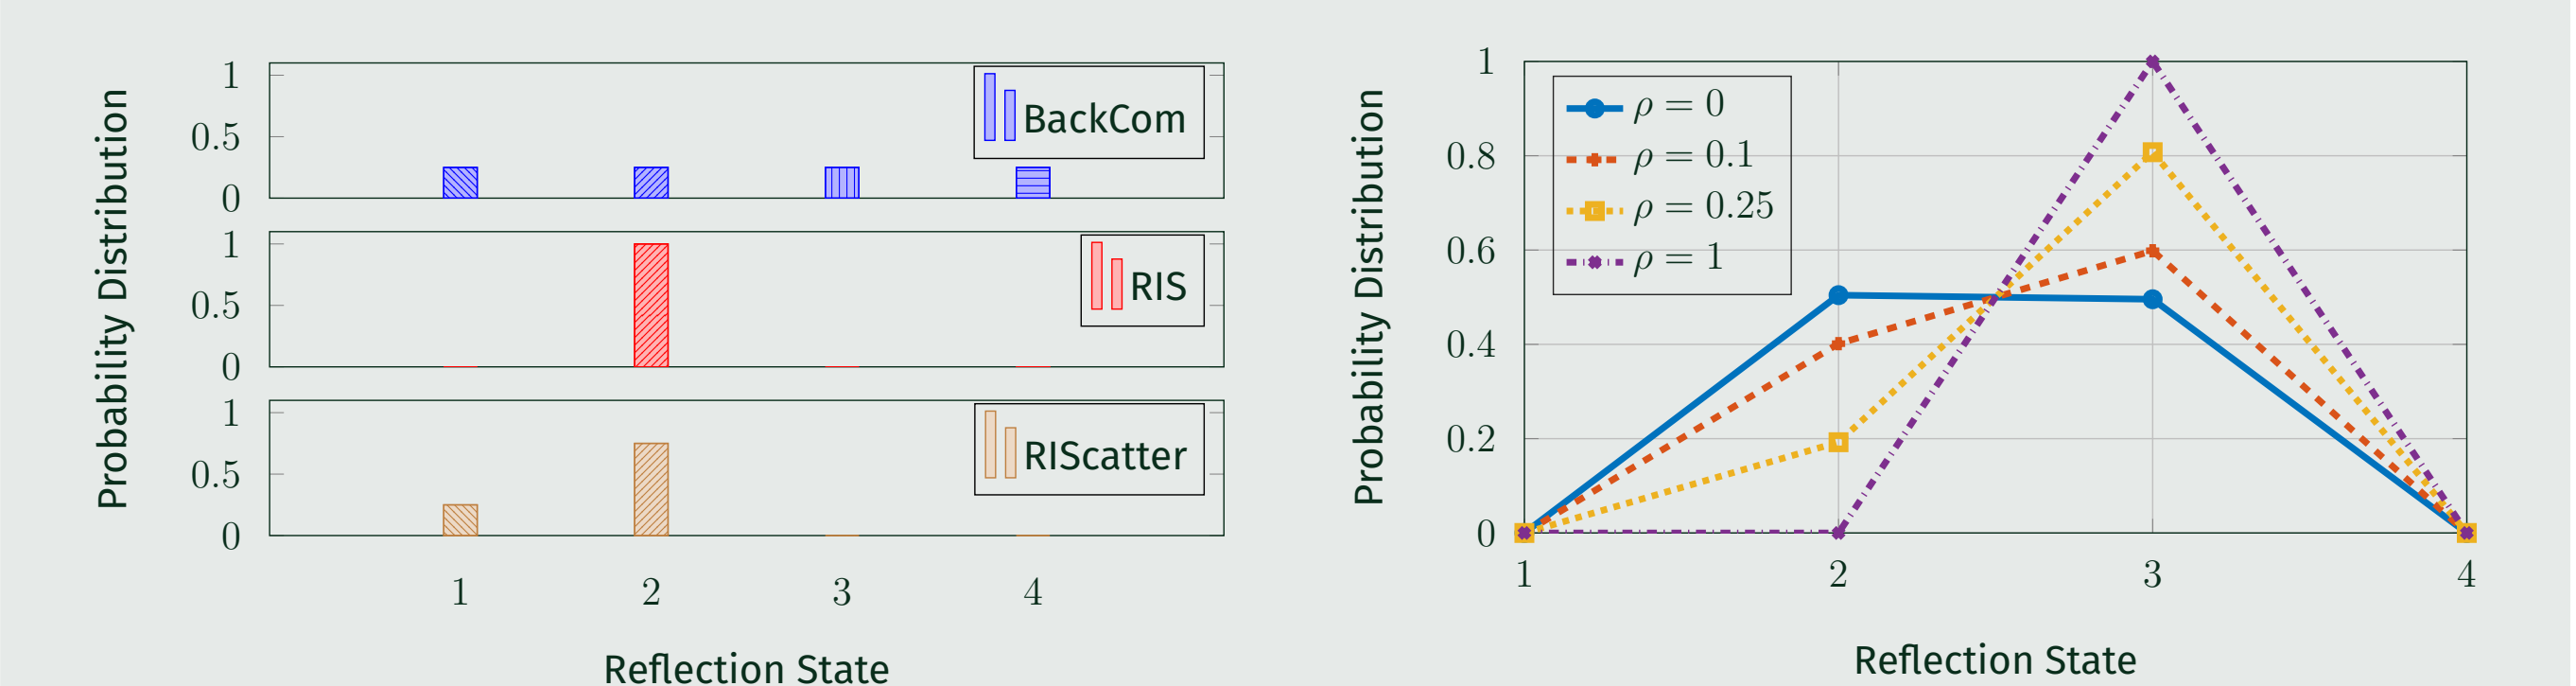 Probability Distribution
1
0.5
0
BackCom
1
0.5
0
RIS
1
0.5
0
RIScatter
1 2 3 4
Reflection State
Probability Distribution
1
0.8
0.6
0.4
0.2
0
ρ = 0
ρ = 0.1
ρ = 0.25
ρ = 1
1 2 3 4
Reflection State